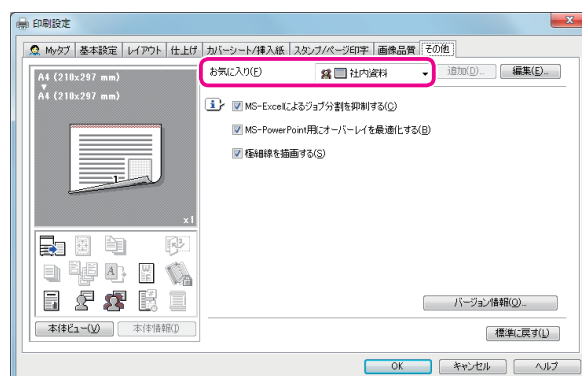 印刷設定
Myタブ 基本設定 レイアウト 仕上げ カバーシート/挿入紙 スタンプ/ページ印字 画像品質 その他
A4 (210x297 mm)
A4 (210x297 mm)
1
x1
お気に入り(F) 社内資料 追加(D)... 編集(E)...
MS-Excelによるジョブ分割を抑制する(C)
MS-PowerPoint用にオーバーレイを最適化する(B)
極細線を描画する(S)
バージョン情報(O)...
本体ビュー(V) 本体情報(I) 標準に戻す(L)
OK キャンセル ヘルプ